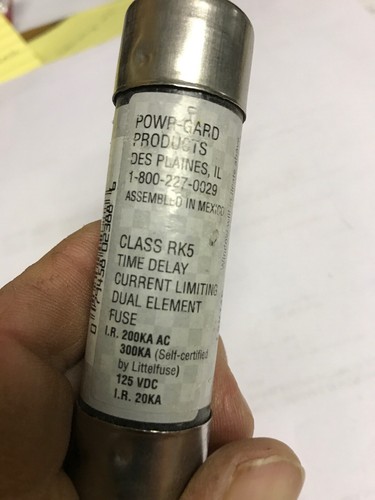 POWR-GARD
PRODUCTS
DES PLAINES, IL
1-800-227-0029
ASSEMBLED IN MEXICO
CLASS RK5
TIME DELAY
CURRENT LIMITING
DUAL ELEMENT
FUSE
I.R. 200KA AC
300KA (Self-certified
by Littelfuse)
125 VDC
I.R. 20KA